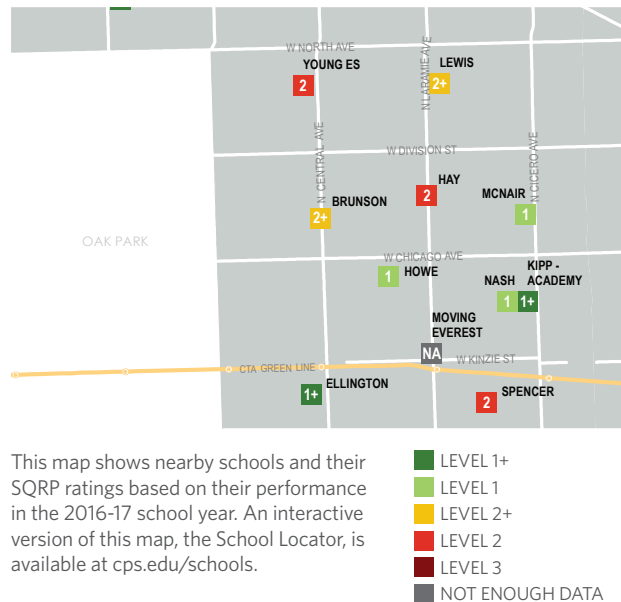 W NORTH AVE
YOUNG ES
2
LEWIS
2+
N LARAMIE AVE
N CENTRAL AVE
W DIVISION ST
N CICERO AVE
HAY
2
MCNAIR
1
BRUNSON
2+
OAK PARK
W CHICAGO AVE
HOWE
1
NASH
1
KIPP -
ACADEMY
1+
MOVING
EVEREST
NA
W KINZIE ST
CTA GREEN LINE
ELLINGTON
1+
SPENCER
2
This map shows nearby schools and their
SQRP ratings based on their performance
in the 2016-17 school year. An interactive
version of this map, the School Locator, is
available at cps.edu/schools.
LEVEL 1+
LEVEL 1
LEVEL 2+
LEVEL 2
LEVEL 3
NOT ENOUGH DATA